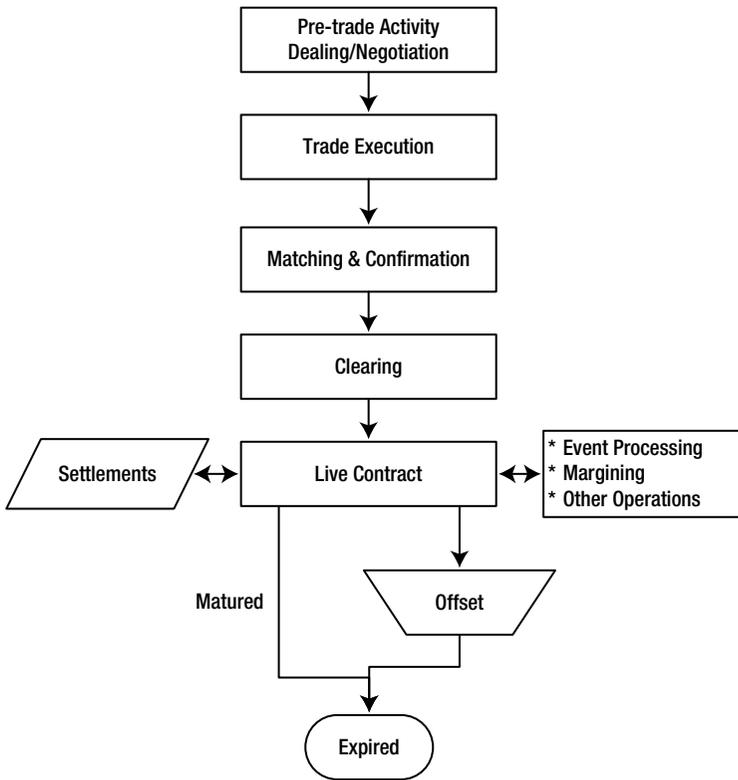 Pre-trade Activity
Dealing/Negotiation
Trade Execution
Matching & Confirmation
Clearing
Settlements
Live Contract
* Event Processing
* Margining
* Other Operations
Matured
Offset
Expired